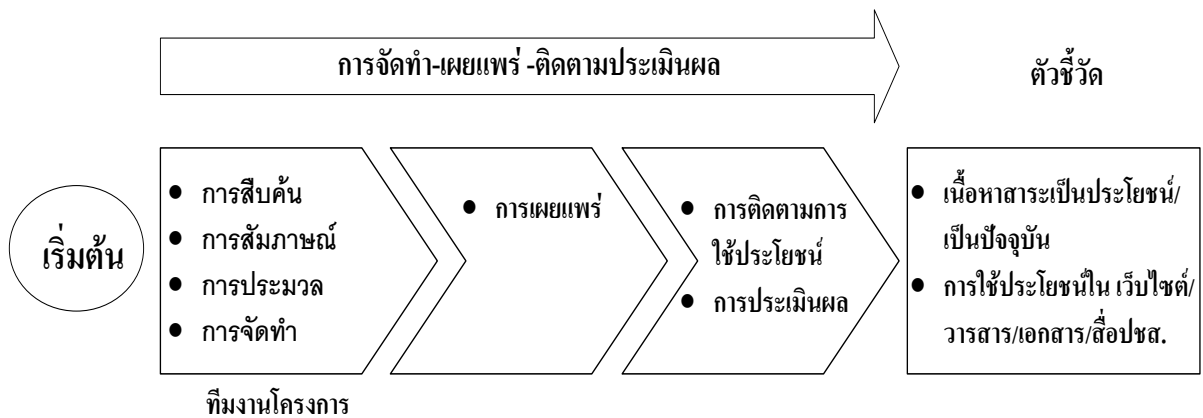 การจัดทำ-เผยแพร่ -ติดตามประเมินผล
ตัวชี้วัด
เริ่มต้น
● การสืบค้น
● การสัมภาษณ์
● การประมวล
● การจัดทำ
ทีมงานโครงการ
● การเผยแพร่
● การติดตามการ
ใช้ประโยชน์
● การประเมินผล
● เนื้อหาสาระเป็นประโยชน์/
เป็นปัจจุบัน
● การใช้ประโยชน์ใน เว็บไซต์/
วารสาร/เอกสาร/สื่อปชส.